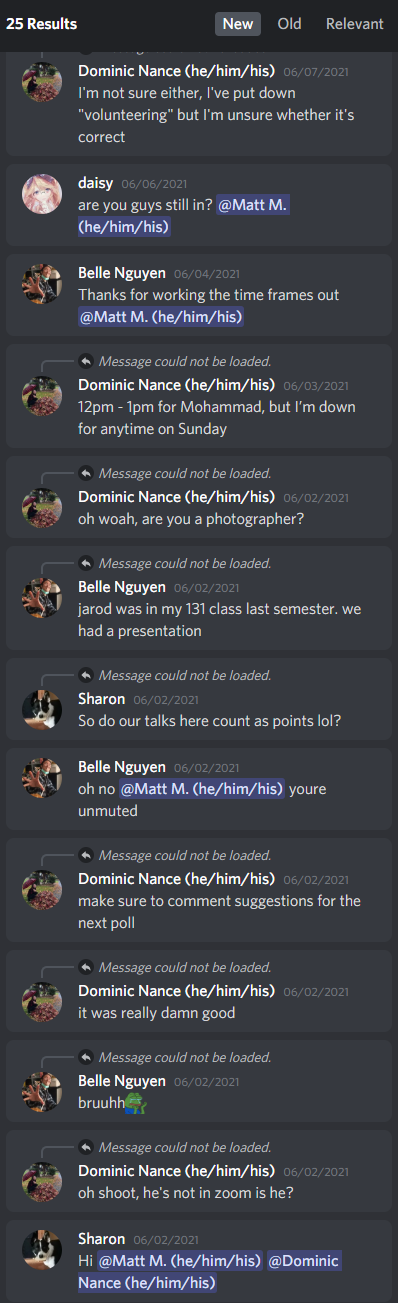 25 Results New Old Relevant
Dominic Nance (he/him/his) 06/07/2021
I'm not sure either, I've put down
"volunteering" but I'm unsure whether it's
correct
daisy 06/06/2021
are you guys still in? @Matt M.
(he/him/his)
Belle Nguyen 06/04/2021
Thanks for working the time frames out
@Matt M. (he/him/his)
Message could not be loaded.
Dominic Nance (he/him/his) 06/03/2021
12pm - 1pm for Mohammad, but I'm down
for anytime on Sunday
Message could not be loaded.
Dominic Nance (he/him/his) 06/02/2021
oh woah, are you a photographer?
Message could not be loaded.
Belle Nguyen 06/02/2021
jarod was in my 131 class last semester. we
had a presentation
Message could not be loaded.
Sharon 06/02/2021
So do our talks here count as points lol?
Belle Nguyen 06/02/2021
oh no @Matt M. (he/him/his) youre
unmuted
Message could not be loaded.
Dominic Nance (he/him/his) 06/02/2021
make sure to comment suggestions for the
next poll
Message could not be loaded.
Dominic Nance (he/him/his) 06/02/2021
it was really damn good
Message could not be loaded.
Belle Nguyen 06/02/2021
bruuhh
Message could not be loaded.
Dominic Nance (he/him/his) 06/02/2021
oh shoot, he's not in zoom is he?
Sharon 06/02/2021
Hi @Matt M. (he/him/his) @Dominic
Nance (he/him/his)